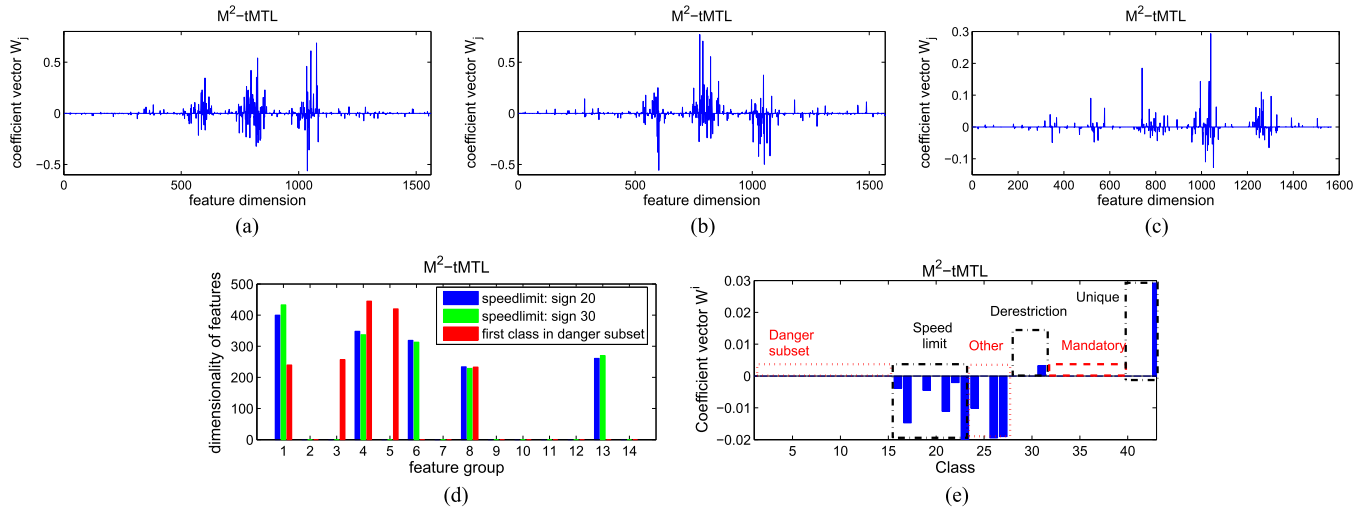 M²−tMTL
coefficient vector W_j
0.5
0
−0.5
0 500 1000 1500
feature dimension
(a)
M²−tMTL
coefficient vector W_j
0.5
0
−0.5
0 500 1000 1500
feature dimension
(b)
M²−tMTL
coefficient vector W_j
0.3
0.2
0.1
0
−0.1
0 200 400 600 800 1000 1200 1400 1600
feature dimension
(c)
M²−tMTL
dimensionality of features
500
400
300
200
100
0
speedlimit: sign 20
speedlimit: sign 30
first class in danger subset
1 2 3 4 5 6 7 8 9 10 11 12 13 14
feature group
(d)
M²−tMTL
Coefficient vector W^j
0.03
0.02
0.01
0
−0.01
−0.02
Danger
subset
Speed
limit
Other
Derestriction
Mandatory
Unique
5 10 15 20 25 30 35 40
Class
(e)